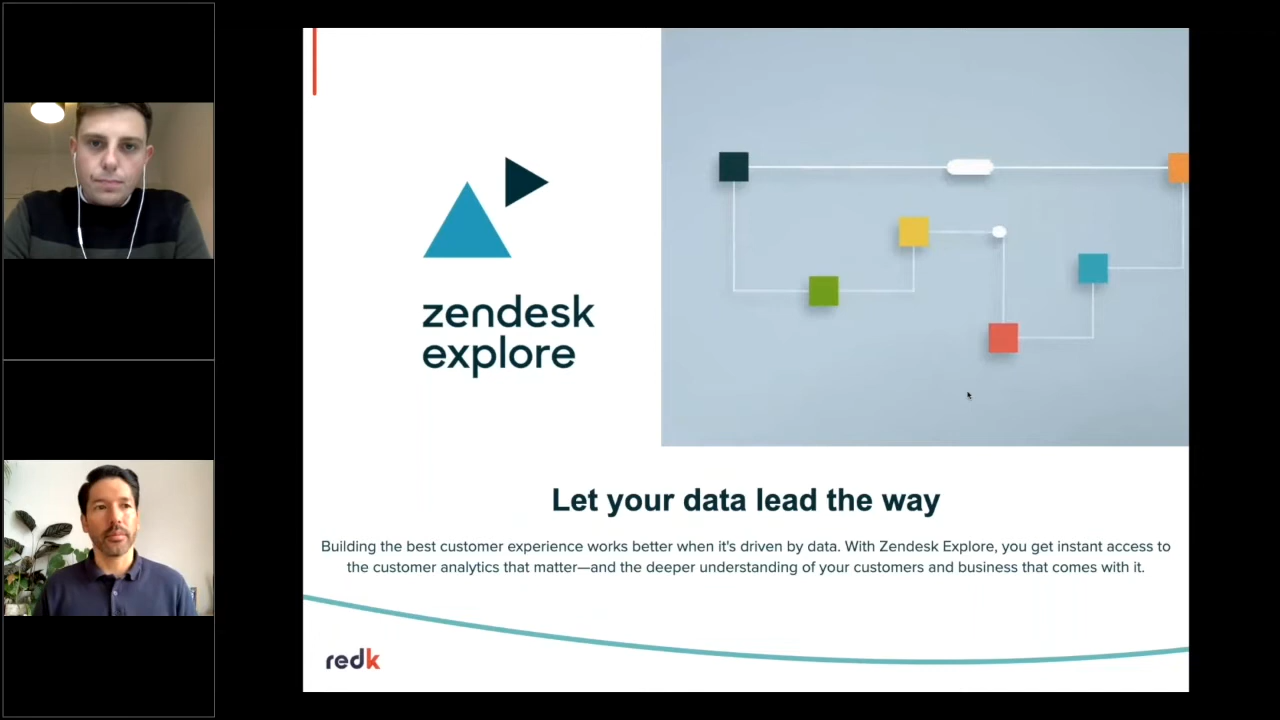 zendesk
explore
Let your data lead the way
Building the best customer experience works better when it's driven by data. With Zendesk Explore, you get instant access to
the customer analytics that matter—and the deeper understanding of your customers and business that comes with it.
redk